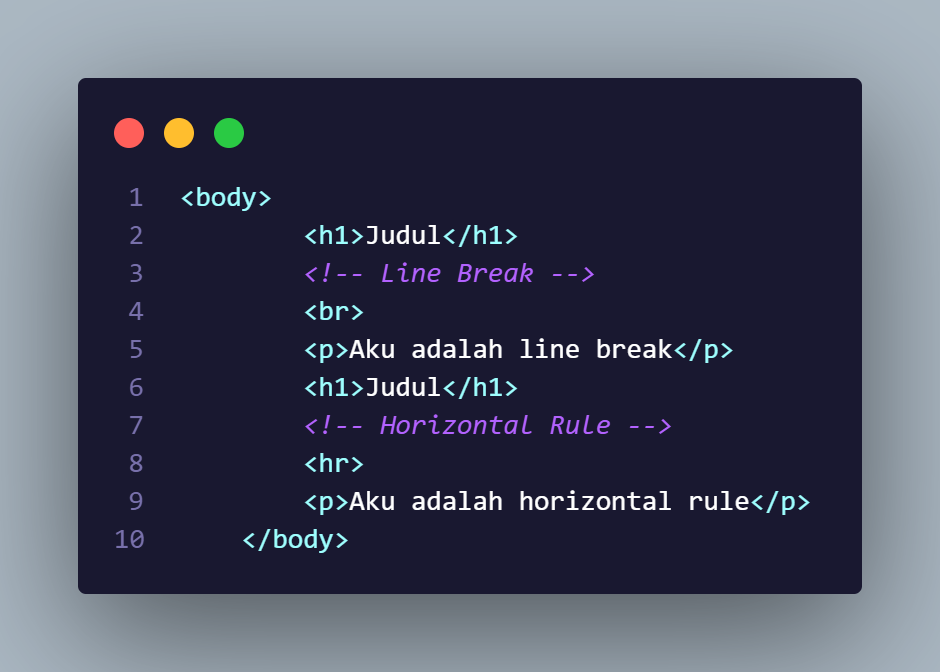 1 <body>
2 <h1>Judul</h1>
3 <!-- Line Break -->
4 <br>
5 <p>Aku adalah line break</p>
6 <h1>Judul</h1>
7 <!-- Horizontal Rule -->
8 <hr>
9 <p>Aku adalah horizontal rule</p>
10 </body>